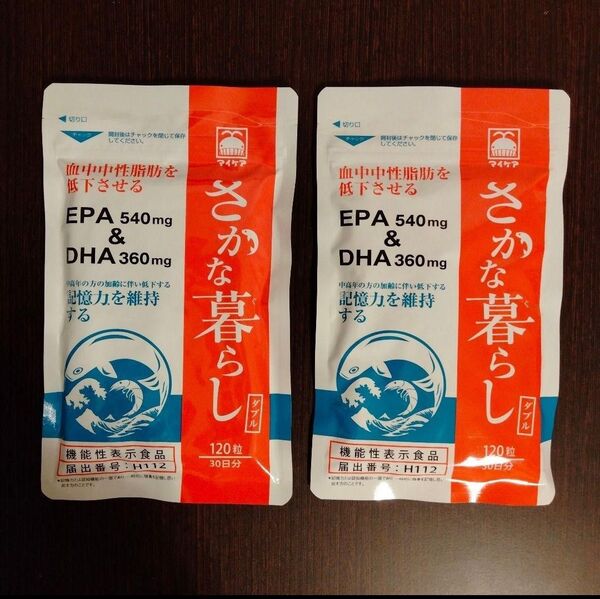 ◀切り口
チャック
開封後はチャックを閉じて保存
してください。
マイケア
血中中性脂肪を
低下させる
EPA 540mg
&
DHA 360mg
中高年の方の加齢に伴い低下する
記憶力を維持
する
さかな暮らし
ぐ
ダブル
120粒
30日分
機能性表示食品
届出番号:H112
◀切り口
チャック
開封後はチャックを閉じて保存
してください。
マイケア
血中中性脂肪を
低下させる
EPA 540mg
&
DHA 360mg
中高年の方の加齢に伴い低下する
記憶力を維持
する
さかな暮らし
ぐ
ダブル
120粒
30日分
機能性表示食品
届出番号:H112